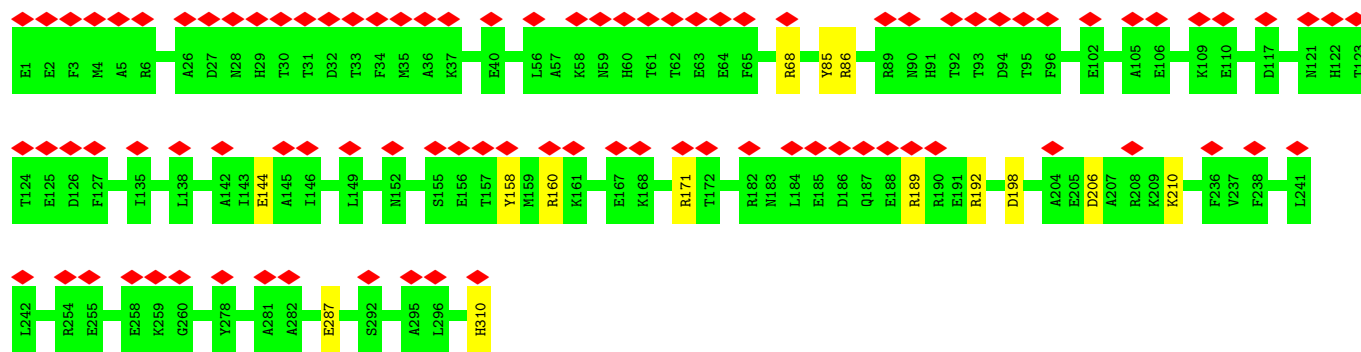 E1 E2 F3 M4 A5 R6 A26 D27 N28 H29 T30 T31 D32 T33 F34 M35 A36 K37 E40 L56 A57 K58 N59 H60 T61 T62 E63 E64 F65 R68 Y85 R86 R89 N90 H91 T92 T93 D94 T95 F96 E102 A105 E106 K109 E110 D117 N121 H122 T123
T124 E125 D126 F127 I135 L138 A142 I143 E144 A145 I146 L149 N152 S155 E156 T157 Y158 M159 R160 K161 E167 K168 R171 T172 R182 N183 L184 E185 D186 Q187 E188 R189 R190 E191 R192 D198 A204 E205 D206 A207 R208 K209 K210 F236 V237 F238 L241
L242 R254 E255 E258 K259 G260 Y278 A281 A282 E287 S292 A295 L296 H310